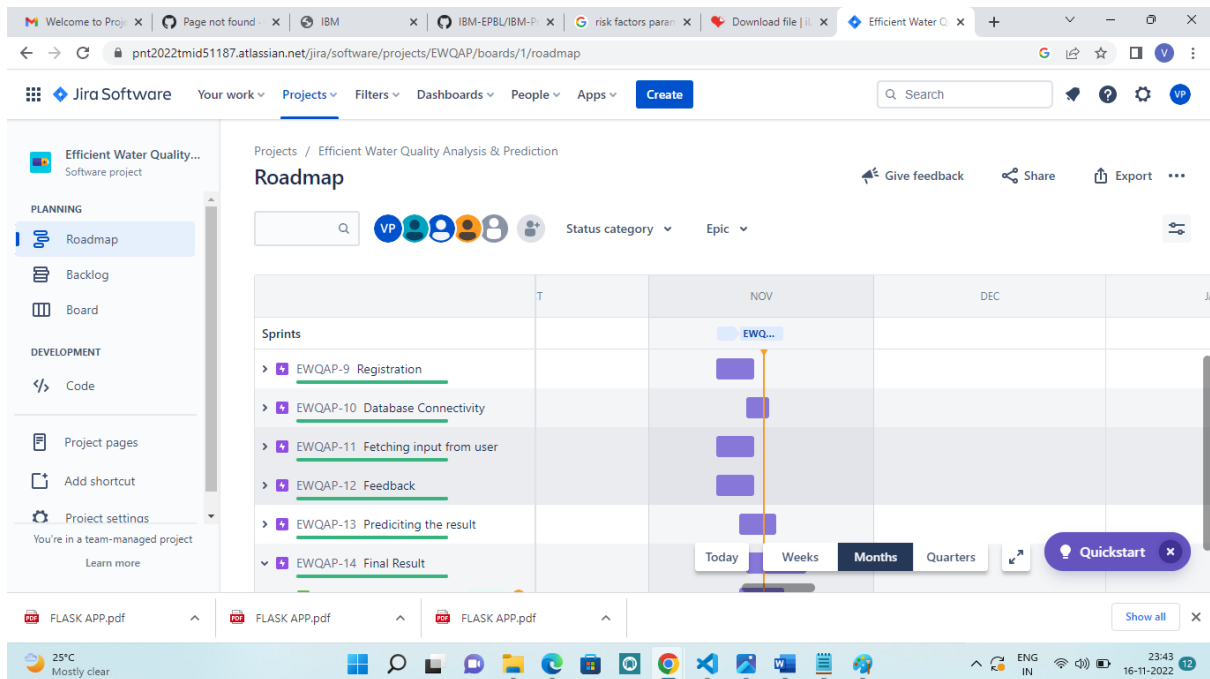 Welcome to Proj
Page not found
IBM
IBM-EPBL/IBM-P
risk factors param
Download file | iL
Efficient Water Q
pnt2022tmid51187.atlassian.net/jira/software/projects/EWQAP/boards/1/roadmap
V
Jira Software
Your work
Projects
Filters
Dashboards
People
Apps
Create
Search
VP
Efficient Water Quality...
Software project
PLANNING
Roadmap
Backlog
Board
DEVELOPMENT
Code
Project pages
Add shortcut
Project settings
You're in a team-managed project
Learn more
Projects / Efficient Water Quality Analysis & Prediction
Roadmap
Give feedback
Share
Export
VP
Status category
Epic
T
NOV
DEC
Sprints
EWQ...
EWQAP-9 Registration
EWQAP-10 Database Connectivity
EWQAP-11 Fetching input from user
EWQAP-12 Feedback
EWQAP-13 Prediciting the result
EWQAP-14 Final Result
Today
Weeks
Months
Quarters
Quickstart
FLASK APP.pdf
FLASK APP.pdf
FLASK APP.pdf
Show all
25°C
Mostly clear
ENG
IN
23:43
16-11-2022
12